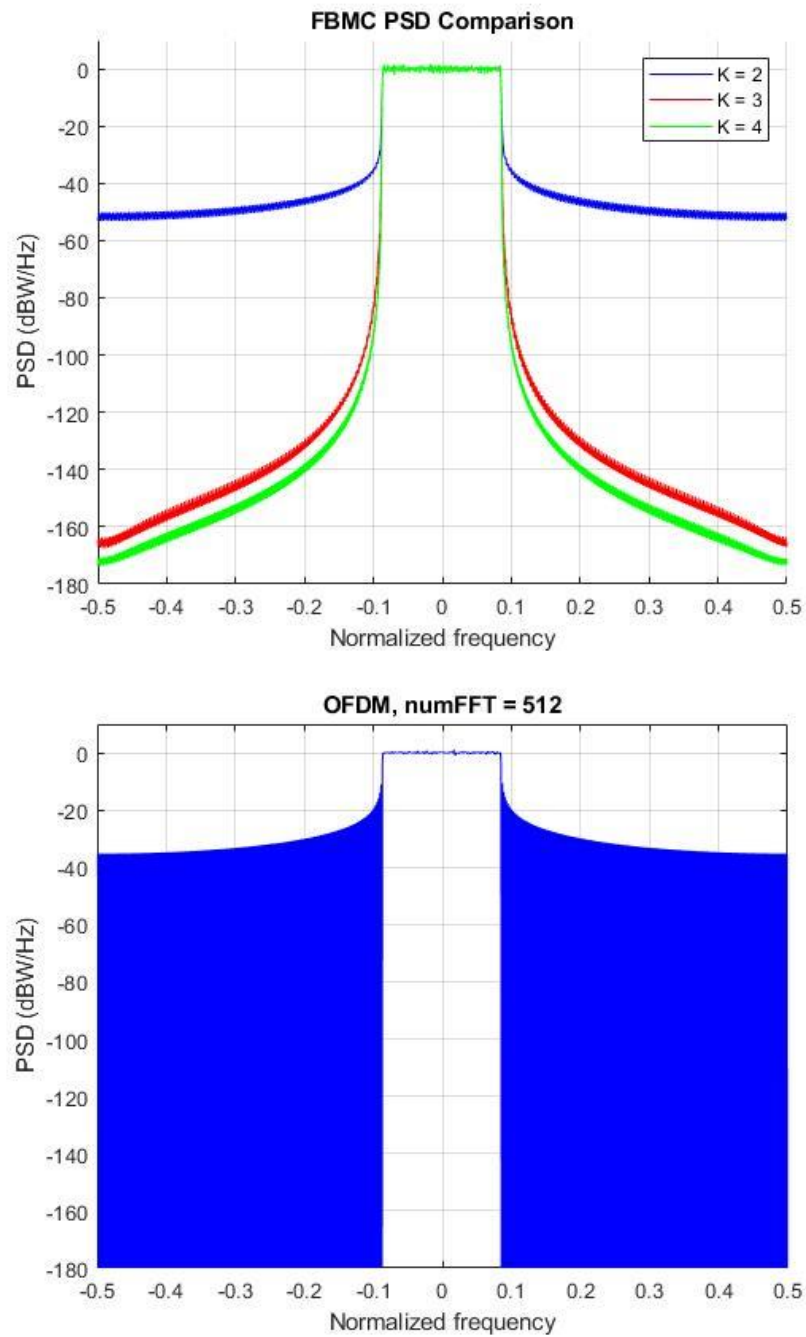 FBMC PSD Comparison
K = 2
K = 3
K = 4
0
-20
-40
-60
-80
-100
-120
-140
-160
-180
PSD (dBW/Hz)
-0.5 -0.4 -0.3 -0.2 -0.1 0 0.1 0.2 0.3 0.4 0.5
Normalized frequency
OFDM, numFFT = 512
0
-20
-40
-60
-80
-100
-120
-140
-160
-180
PSD (dBW/Hz)
-0.5 -0.4 -0.3 -0.2 -0.1 0 0.1 0.2 0.3 0.4 0.5
Normalized frequency